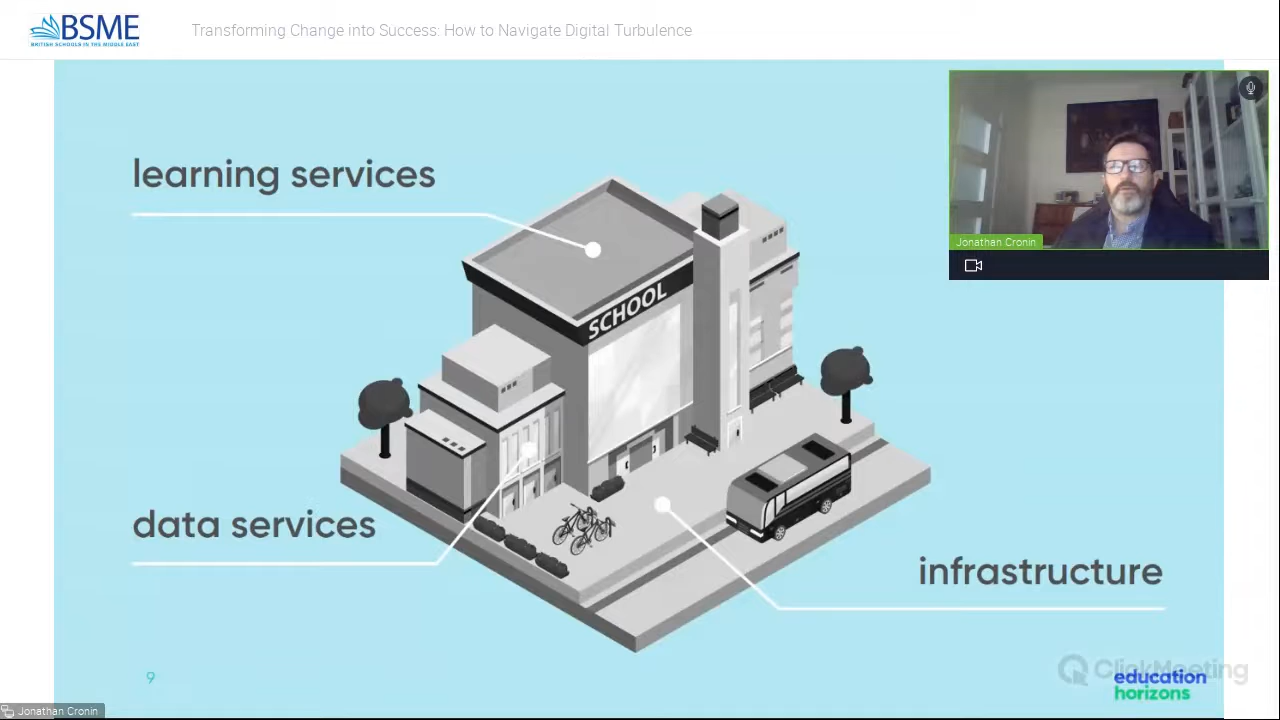 BSME
BRITISH SCHOOLS IN THE MIDDLE EAST
Transforming Change into Success: How to Navigate Digital Turbulence
learning services
SCHOOL
Jonathan Cronin
data services
infrastructure
9
ClickMeeting
education
horizons
Jonathan Cronin